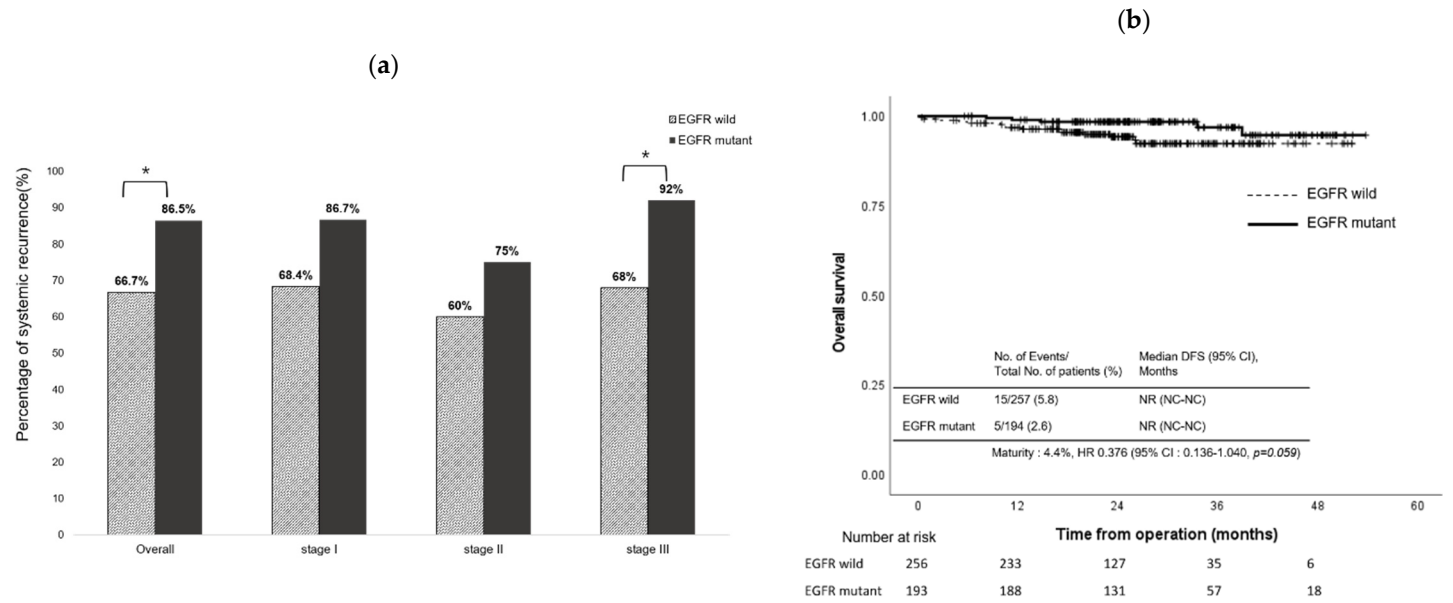 (a)
EGFR wild
EGFR mutant
Percentage of systemic recurrence(%)
100
90
80
70
60
50
40
30
20
10
0
*
66.7%
86.5%
68.4%
86.7%
60%
75%
*
68%
92%
Overall
stage I
stage II
stage III
(b)
Overall survival
1.00
0.75
0.50
0.25
0.00
EGFR wild
EGFR mutant
No. of Events/ Median DFS (95% CI),
Total No. of patients (%) Months
EGFR wild 15/257 (5.8) NR (NC-NC)
EGFR mutant 5/194 (2.6) NR (NC-NC)
Maturity : 4.4%, HR 0.376 (95% CI : 0.136-1.040, p=0.059)
0 12 24 36 48 60
Number at risk
Time from operation (months)
EGFR wild 256 233 127 35 6
EGFR mutant 193 188 131 57 18